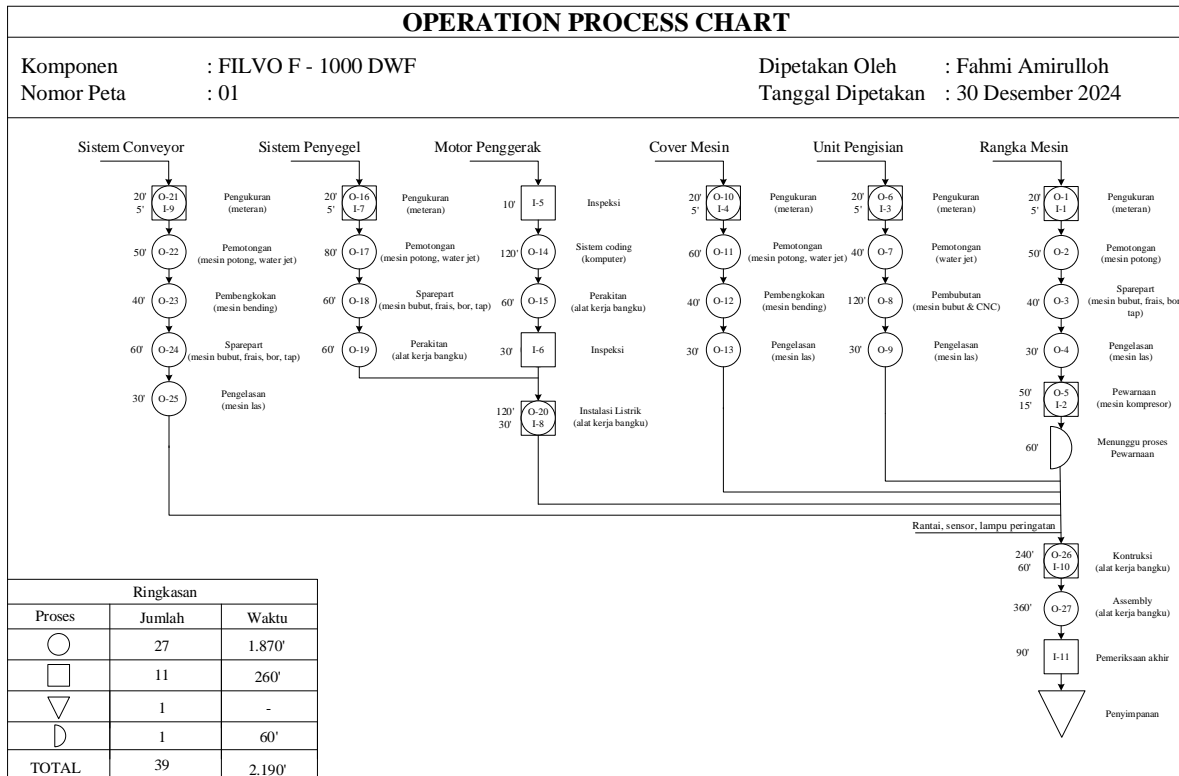 OPERATION PROCESS CHART
Komponen : FILVO F - 1000 DWF
Nomor Peta : 01
Dipetakan Oleh : Fahmi Amirulloh
Tanggal Dipetakan : 30 Desember 2024
Sistem Conveyor
20'
5'
O-21
I-9
Pengukuran
(meteran)
50'
O-22
Pemotongan
(mesin potong, water jet)
40'
O-23
Pembengkokan
(mesin bending)
60'
O-24
Sparepart
(mesin bubut, frais, bor, tap)
30'
O-25
Pengelasan
(mesin las)
Sistem Penyegel
20'
5'
O-16
I-7
Pengukuran
(meteran)
80'
O-17
Pemotongan
(mesin potong, water jet)
60'
O-18
Sparepart
(mesin bubut, frais, bor, tap)
60'
O-19
Perakitan
(alat kerja bangku)
Motor Penggerak
10'
I-5
Inspeksi
120'
O-14
Sistem coding
(komputer)
60'
O-15
Perakitan
(alat kerja bangku)
30'
I-6
Inspeksi
120'
30'
O-20
I-8
Instalasi Listrik
(alat kerja bangku)
Cover Mesin
20'
5'
O-10
I-4
Pengukuran
(meteran)
60'
O-11
Pemotongan
(mesin potong, water jet)
40'
O-12
Pembengkokan
(mesin bending)
30'
O-13
Pengelasan
(mesin las)
Unit Pengisian
20'
5'
O-6
I-3
Pengukuran
(meteran)
40'
O-7
Pemotongan
(water jet)
120'
O-8
Pembubutan
(mesin bubut & CNC)
30'
O-9
Pengelasan
(mesin las)
Rangka Mesin
20'
5'
O-1
I-1
Pengukuran
(meteran)
50'
O-2
Pemotongan
(mesin potong)
40'
O-3
Sparepart
(mesin bubut, frais, bor,
tap)
30'
O-4
Pengelasan
(mesin las)
50'
15'
O-5
I-2
Pewarnaan
(mesin kompresor)
60'
Menunggu proses
Pewarnaan
Rantai, sensor, lampu peringatan
240'
60'
O-26
I-10
Kontruksi
(alat kerja bangku)
360'
O-27
Assembly
(alat kerja bangku)
90'
I-11
Pemeriksaan akhir
Penyimpanan
Ringkasan
Proses Jumlah Waktu
27 1.870'
11 260'
1 -
1 60'
TOTAL 39 2.190'